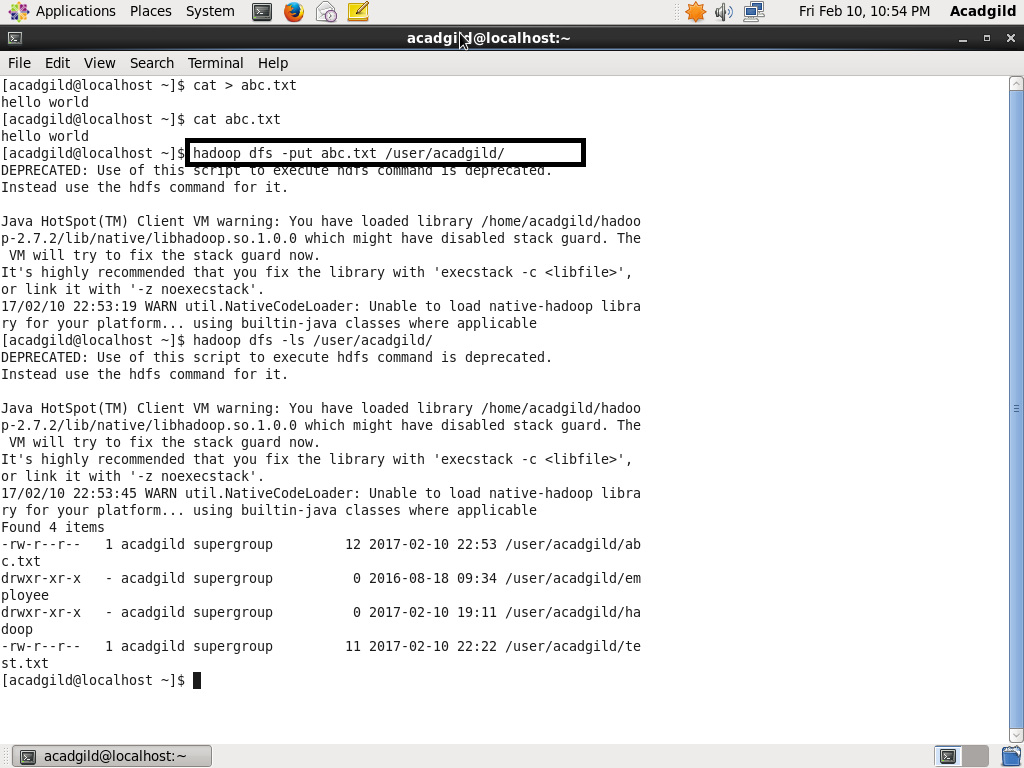 Applications Places System Fri Feb 10, 10:54 PM Acadgild
acadgild@localhost:~
File Edit View Search Terminal Help
[acadgild@localhost ~]$ cat > abc.txt
hello world
[acadgild@localhost ~]$ cat abc.txt
hello world
[acadgild@localhost ~]$ hadoop dfs -put abc.txt /user/acadgild/
DEPRECATED: Use of this script to execute hdfs command is deprecated.
Instead use the hdfs command for it.

Java HotSpot(TM) Client VM warning: You have loaded library /home/acadgild/hadoo
p-2.7.2/lib/native/libhadoop.so.1.0.0 which might have disabled stack guard. The
 VM will try to fix the stack guard now.
It's highly recommended that you fix the library with 'execstack -c <libfile>',
or link it with '-z noexecstack'.
17/02/10 22:53:19 WARN util.NativeCodeLoader: Unable to load native-hadoop libra
ry for your platform... using builtin-java classes where applicable
[acadgild@localhost ~]$ hadoop dfs -ls /user/acadgild/
DEPRECATED: Use of this script to execute hdfs command is deprecated.
Instead use the hdfs command for it.

Java HotSpot(TM) Client VM warning: You have loaded library /home/acadgild/hadoo
p-2.7.2/lib/native/libhadoop.so.1.0.0 which might have disabled stack guard. The
 VM will try to fix the stack guard now.
It's highly recommended that you fix the library with 'execstack -c <libfile>',
or link it with '-z noexecstack'.
17/02/10 22:53:45 WARN util.NativeCodeLoader: Unable to load native-hadoop libra
ry for your platform... using builtin-java classes where applicable
Found 4 items
-rw-r--r--   1 acadgild supergroup         12 2017-02-10 22:53 /user/acadgild/ab
c.txt
drwxr-xr-x   - acadgild supergroup          0 2016-08-18 09:34 /user/acadgild/em
ployee
drwxr-xr-x   - acadgild supergroup          0 2017-02-10 19:11 /user/acadgild/ha
doop
-rw-r--r--   1 acadgild supergroup         11 2017-02-10 22:22 /user/acadgild/te
st.txt
[acadgild@localhost ~]$
acadgild@localhost:~